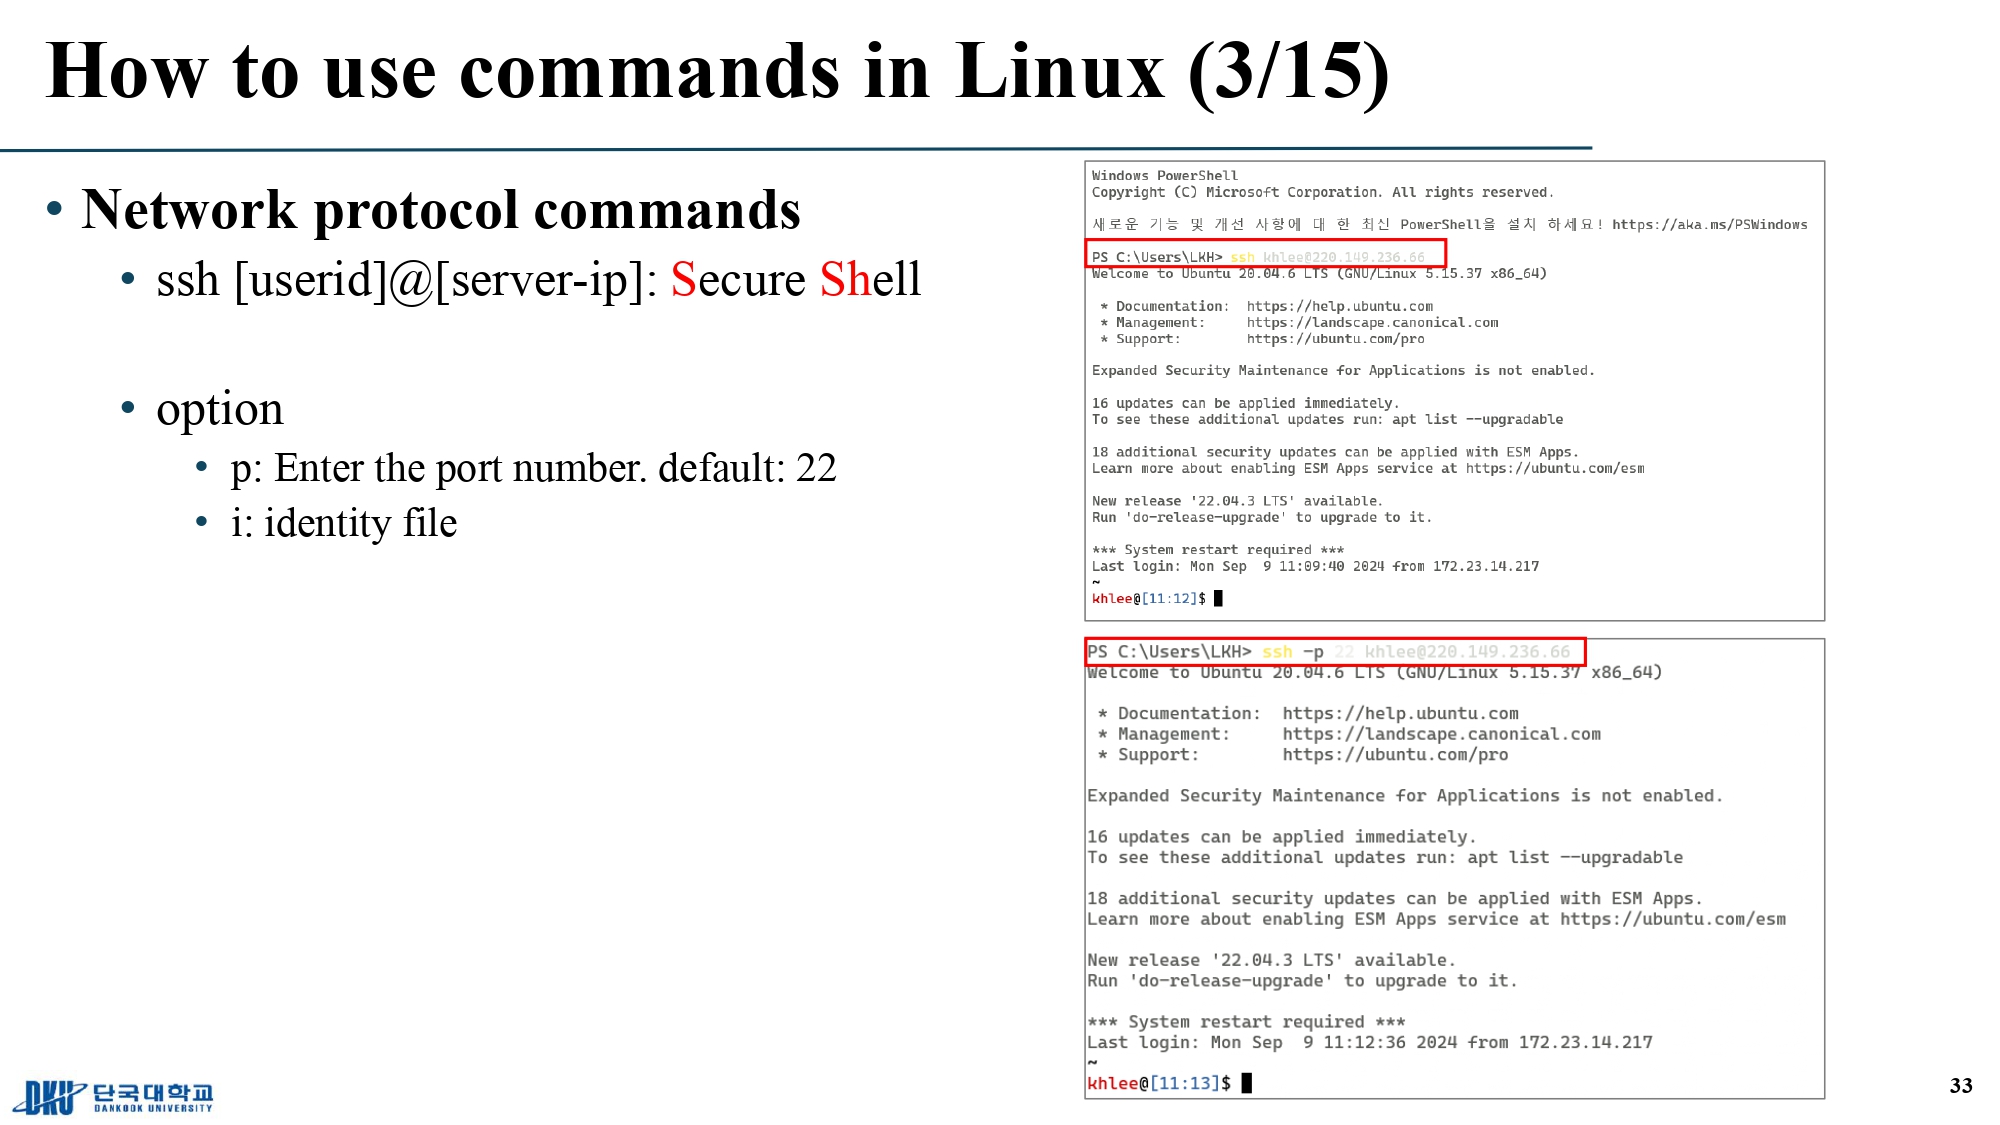 How to use commands in Linux (3/15)
• Network protocol commands
• ssh [userid]@[server-ip]: Secure Shell
• option
• p: Enter the port number. default: 22
• i: identity file
Windows PowerShell
Copyright (C) Microsoft Corporation. All rights reserved.
새로운 기능 및 개선 사항에 대 한 최신 PowerShell을 설치 하세요! https://aka.ms/PSWindows
PS C:\Users\LKH> ssh khlee@220.149.236.66
Welcome to Ubuntu 20.04.6 LTS (GNU/Linux 5.15.37 x86_64)
* Documentation:  https://help.ubuntu.com
* Management:     https://landscape.canonical.com
* Support:        https://ubuntu.com/pro
Expanded Security Maintenance for Applications is not enabled.
16 updates can be applied immediately.
To see these additional updates run: apt list --upgradable
18 additional security updates can be applied with ESM Apps.
Learn more about enabling ESM Apps service at https://ubuntu.com/esm
New release '22.04.3 LTS' available.
Run 'do-release-upgrade' to upgrade to it.
*** System restart required ***
Last login: Mon Sep  9 11:09:40 2024 from 172.23.14.217
~
khlee@[11:12]$
PS C:\Users\LKH> ssh -p 22 khlee@220.149.236.66
Welcome to Ubuntu 20.04.6 LTS (GNU/Linux 5.15.37 x86_64)
* Documentation:  https://help.ubuntu.com
* Management:     https://landscape.canonical.com
* Support:        https://ubuntu.com/pro
Expanded Security Maintenance for Applications is not enabled.
16 updates can be applied immediately.
To see these additional updates run: apt list --upgradable
18 additional security updates can be applied with ESM Apps.
Learn more about enabling ESM Apps service at https://ubuntu.com/esm
New release '22.04.3 LTS' available.
Run 'do-release-upgrade' to upgrade to it.
*** System restart required ***
Last login: Mon Sep  9 11:12:36 2024 from 172.23.14.217
~
khlee@[11:13]$
DKU 단국대학교
DANKOOK UNIVERSITY
33